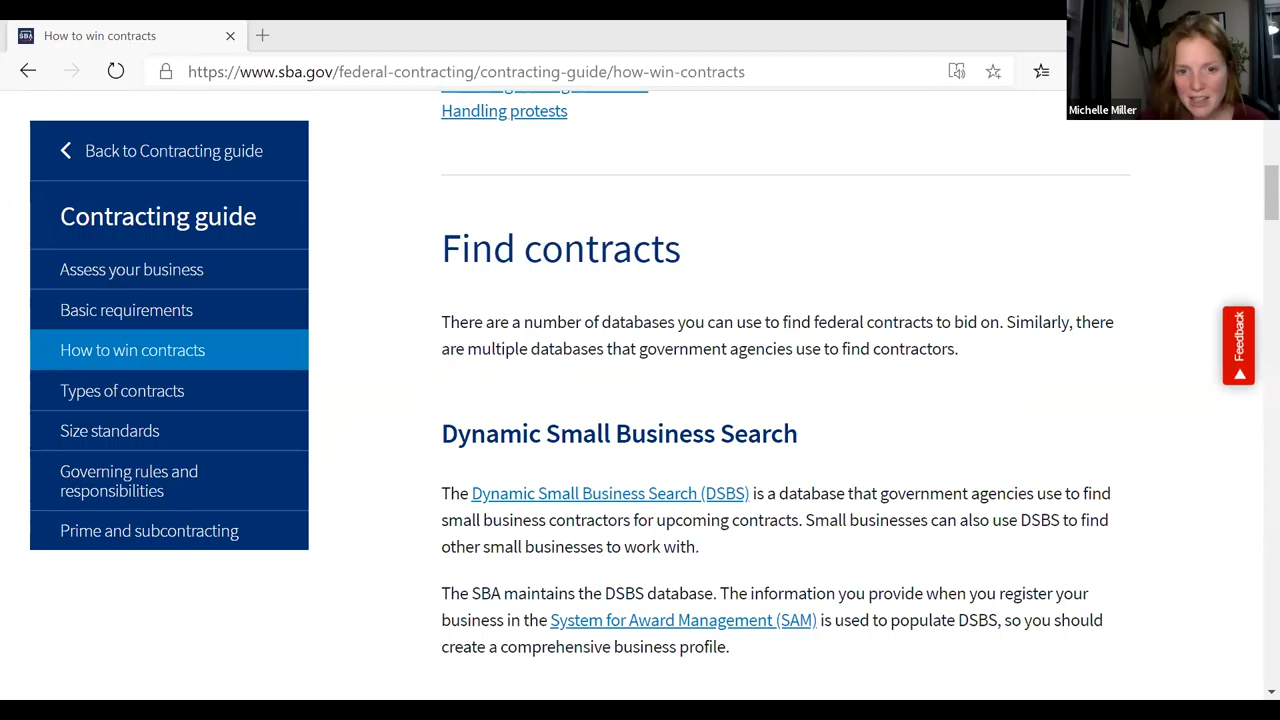 How to win contracts
https://www.sba.gov/federal-contracting/contracting-guide/how-win-contracts
Michelle Miller
Handling protests
Back to Contracting guide
Contracting guide
Assess your business
Basic requirements
How to win contracts
Types of contracts
Size standards
Governing rules and
responsibilities
Prime and subcontracting
Find contracts
There are a number of databases you can use to find federal contracts to bid on. Similarly, there
are multiple databases that government agencies use to find contractors.
Dynamic Small Business Search
The Dynamic Small Business Search (DSBS) is a database that government agencies use to find
small business contractors for upcoming contracts. Small businesses can also use DSBS to find
other small businesses to work with.
The SBA maintains the DSBS database. The information you provide when you register your
business in the System for Award Management (SAM) is used to populate DSBS, so you should
create a comprehensive business profile.
Feedback